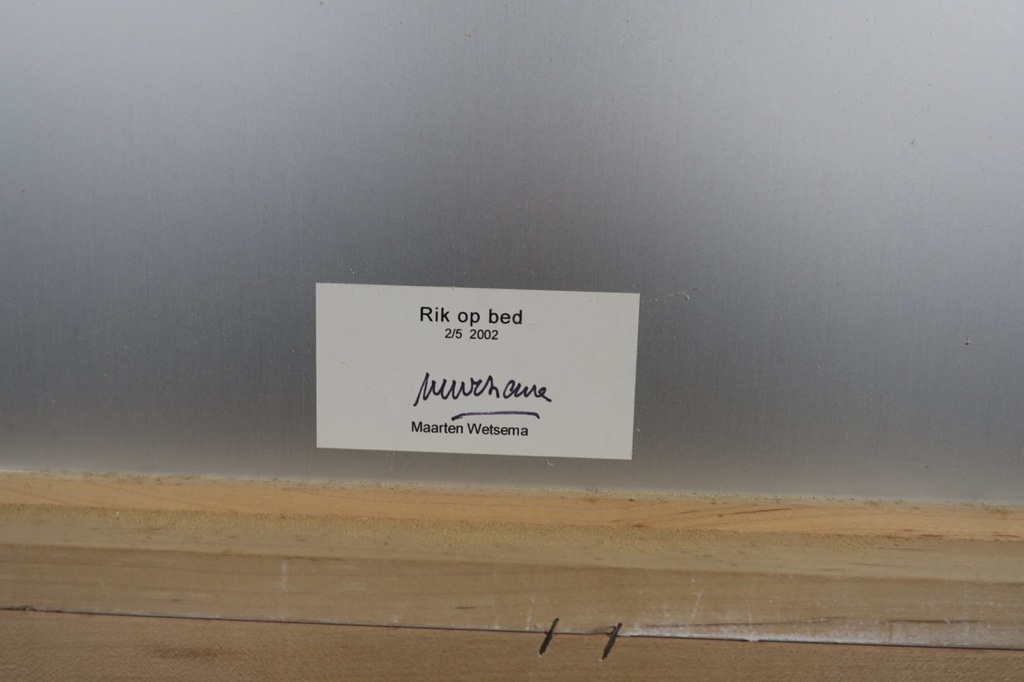 Rik op bed
2/5 2002
Maarten Wetsema